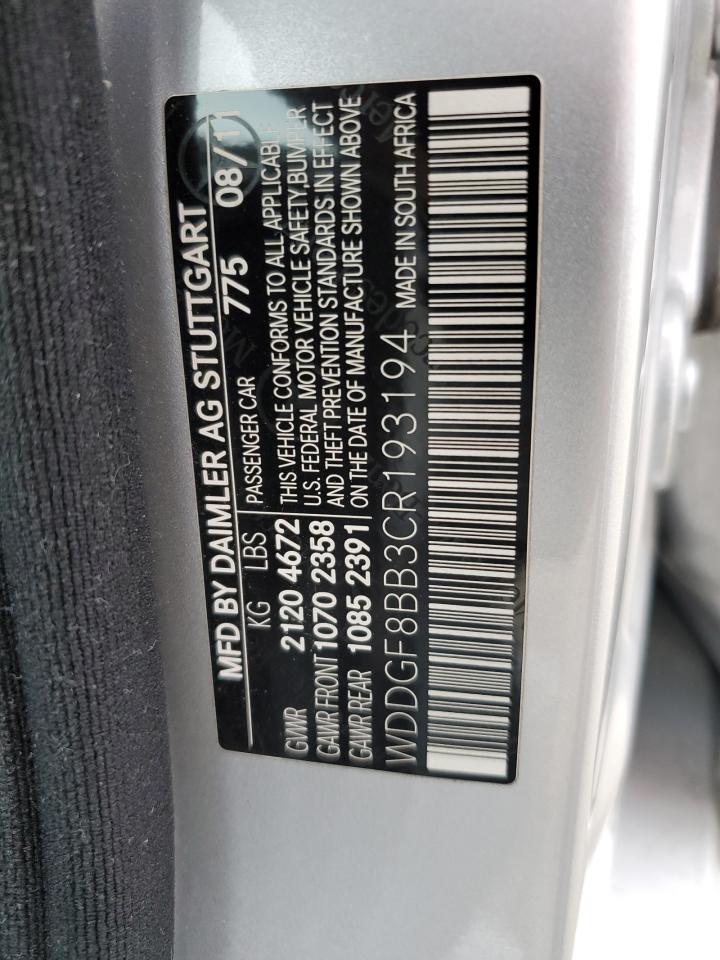 MFD BY DAIMLER AG STUTTGART
KG LBS 775 08/11
GVWR 2120 4672 PASSENGER CAR
GAWR FRONT 1070 2358
GAWR REAR 1085 2391
THIS VEHICLE CONFORMS TO ALL APPLICABLE
U.S. FEDERAL MOTOR VEHICLE SAFETY, BUMPER
AND THEFT PREVENTION STANDARDS IN EFFECT
ON THE DATE OF MANUFACTURE SHOWN ABOVE
WDDGF8BB3CR193194 MADE IN SOUTH AFRICA